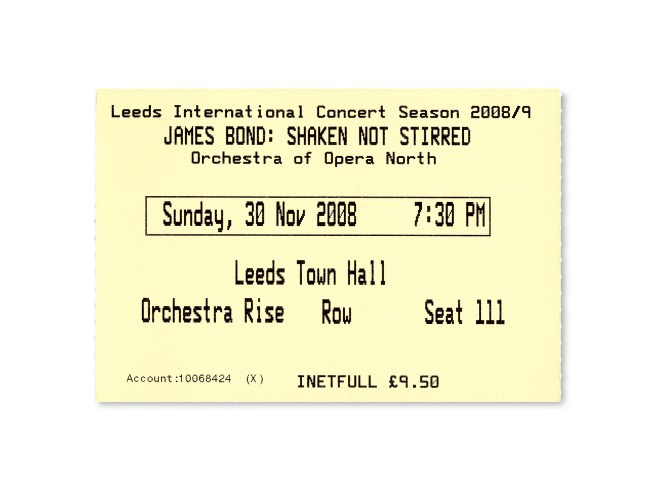 Leeds International Concert Season 2008/9
JAMES BOND: SHAKEN NOT STIRRED
Orchestra of Opera North
Sunday, 30 Nov 2008 7:30 PM
Leeds Town Hall
Orchestra Rise Row Seat 111
Account:10068424 (X)
INETFULL £9.50